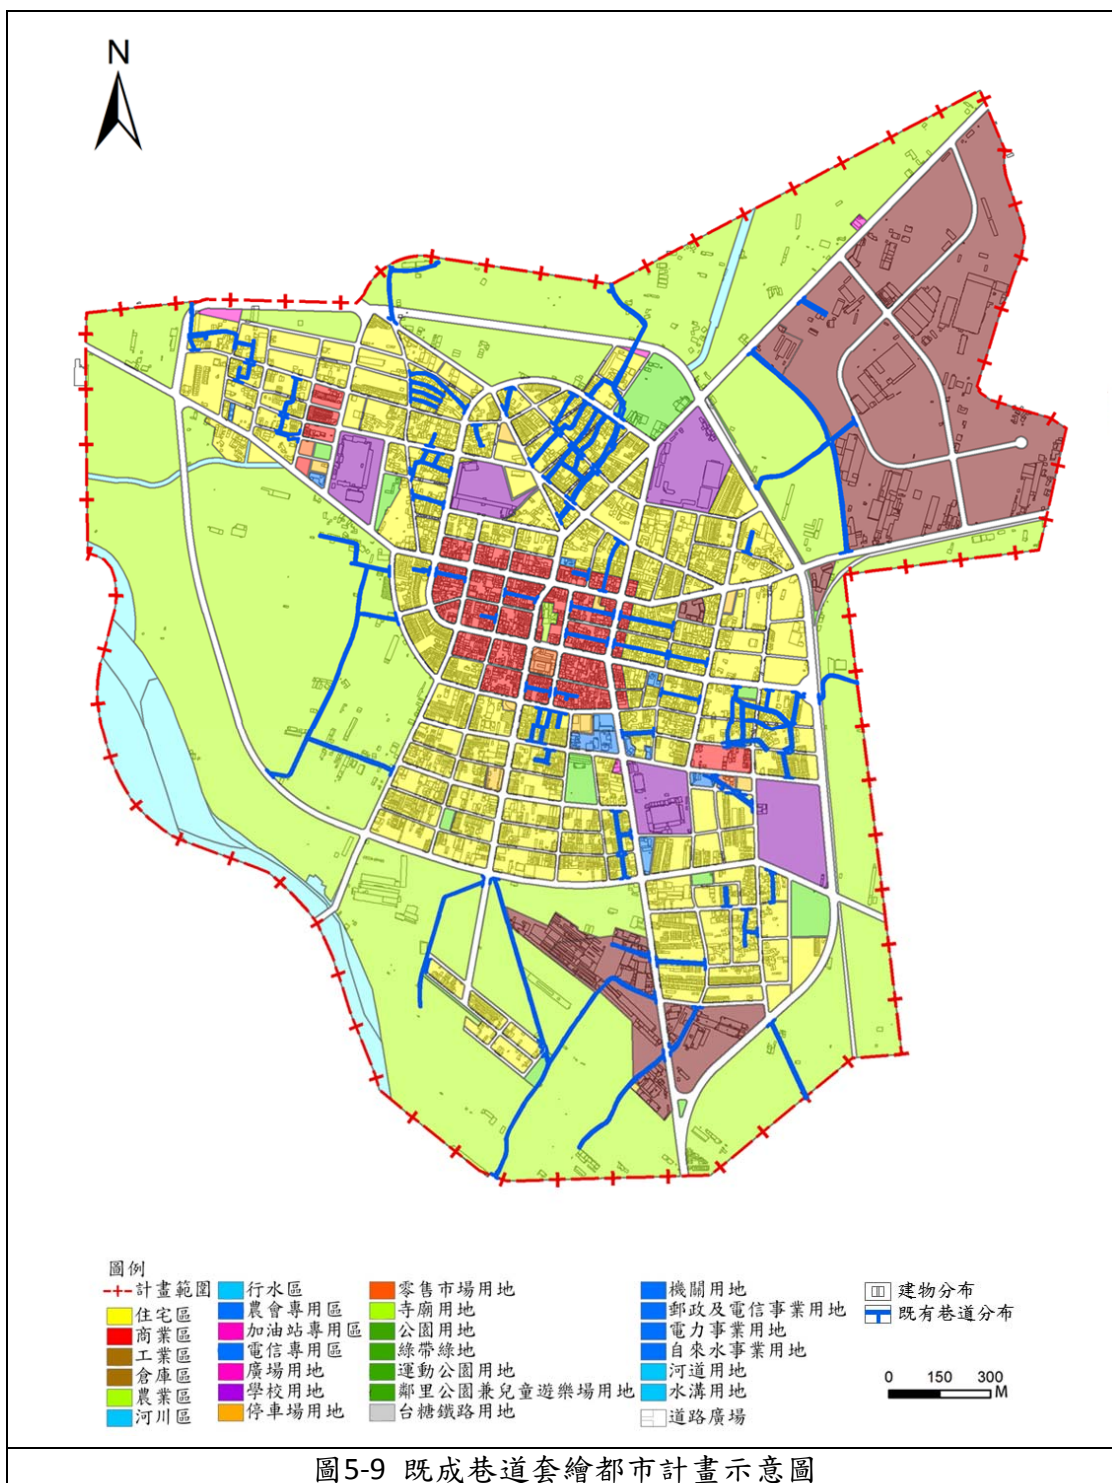 N
圖例
計畫範圍
住宅區
商業區
工業區
倉庫區
農業區
河川區
行水區
農會專用區
加油站專用區
電信專用區
廣場用地
學校用地
停車場用地
零售市場用地
寺廟用地
公園用地
綠帶綠地
運動公園用地
鄰里公園兼兒童遊樂場用地
台糖鐵路用地
機關用地
郵政及電信事業用地
電力事業用地
自來水事業用地
河道用地
水溝用地
道路廣場
建物分布
既有巷道分布
0 150 300
M
圖5-9 既成巷道套繪都市計畫示意圖